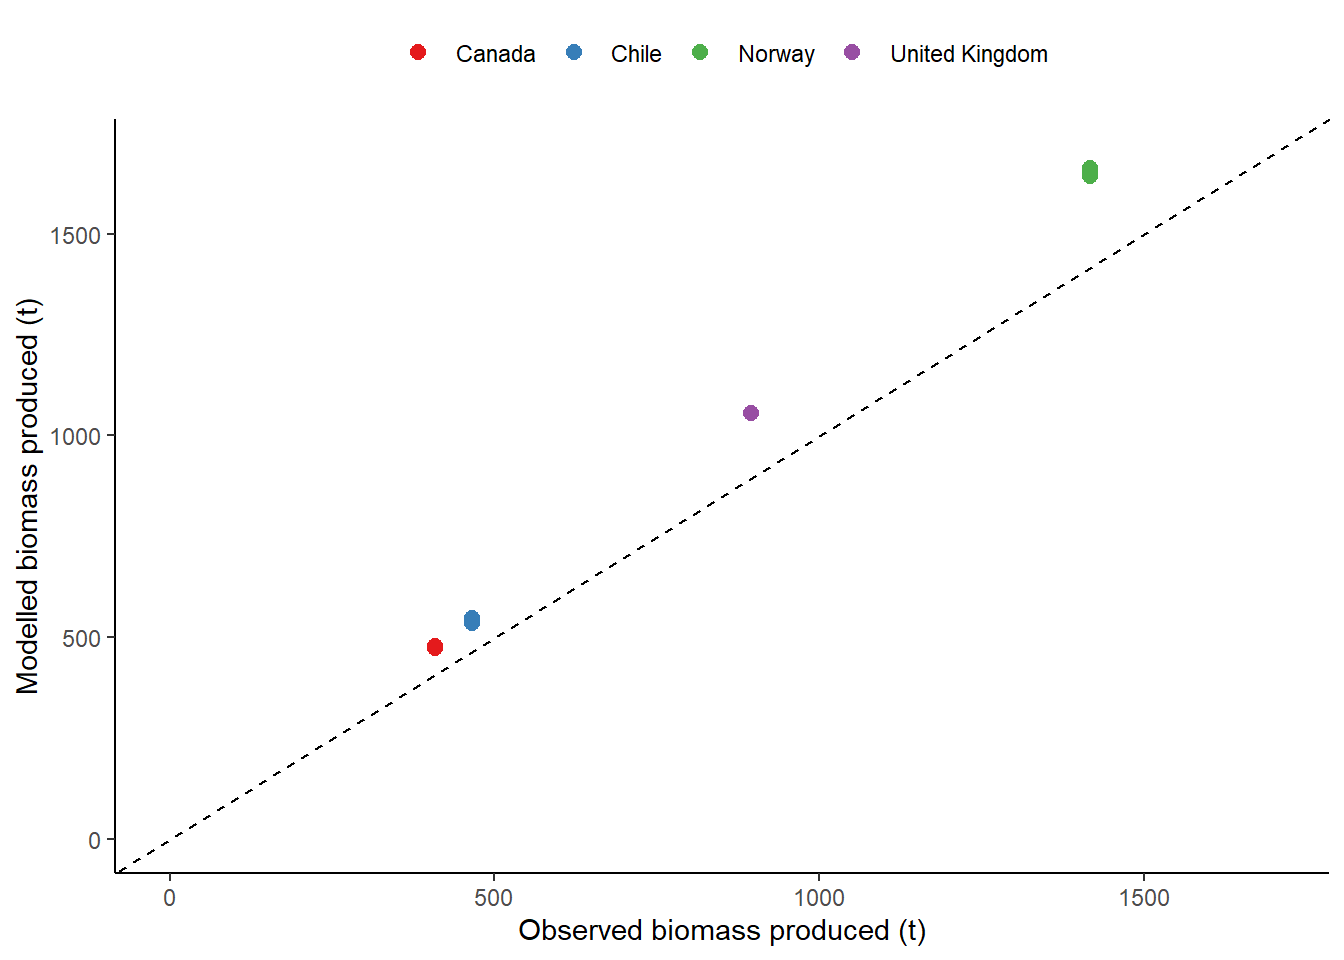 Canada Chile Norway United Kingdom
Modelled biomass produced (t)
1500
1000
500
0
0 500 1000 1500
Observed biomass produced (t)